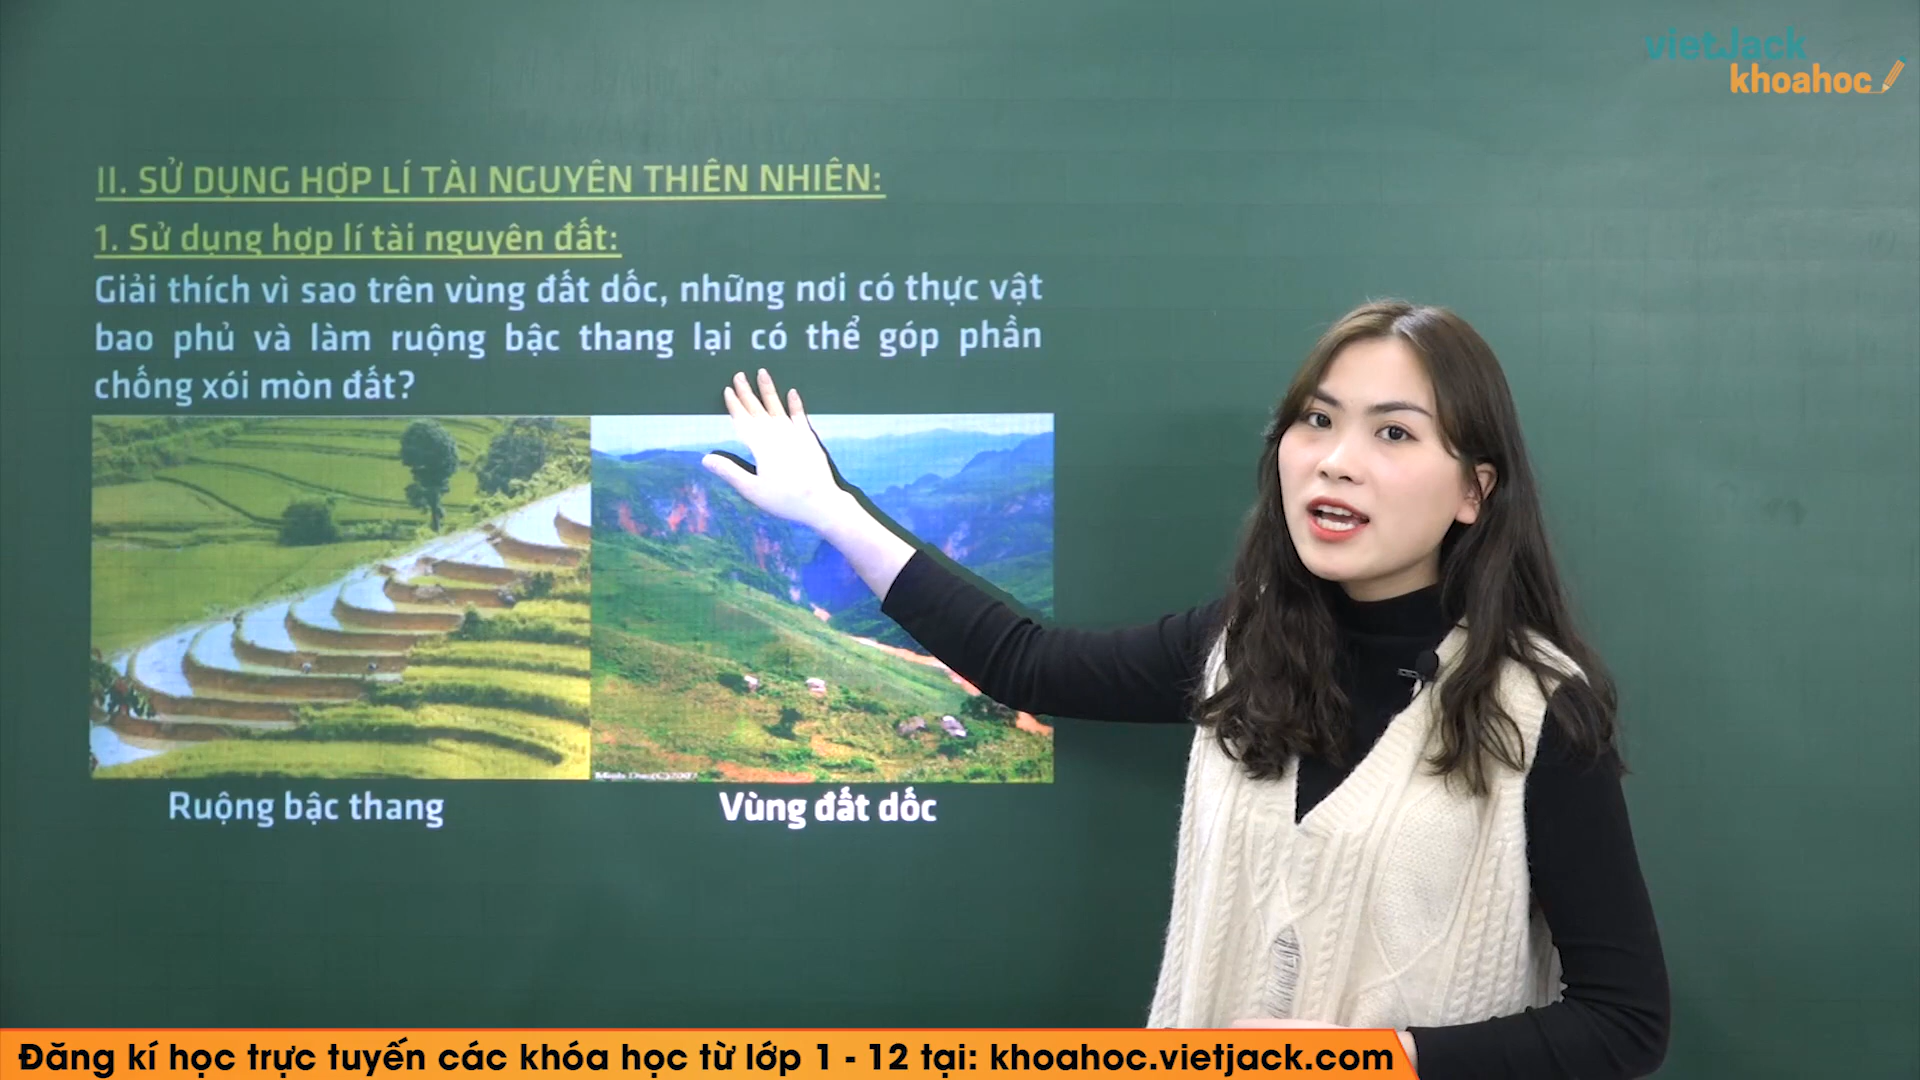 vietJack
khoahoc
II. SỬ DỤNG HỢP LÍ TÀI NGUYÊN THIÊN NHIÊN:
1. Sử dụng hợp lí tài nguyên đất:
Giải thích vì sao trên vùng đất dốc, những nơi có thực vật
bao phủ và làm ruộng bậc thang lại có thể góp phần
chống xói mòn đất?
Ruộng bậc thang
Vùng đất dốc
Đăng kí học trực tuyến các khóa học từ lớp 1 - 12 tại: khoahoc.vietjack.com